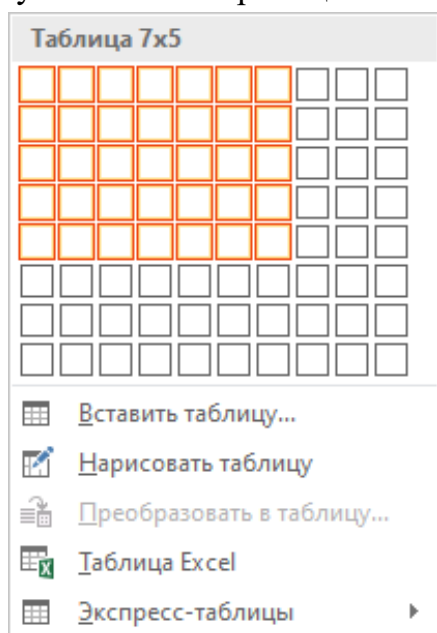 Таблица 7x5
Вставить таблицу...
Нарисовать таблицу
Преобразовать в таблицу...
Таблица Excel
Экспресс-таблицы